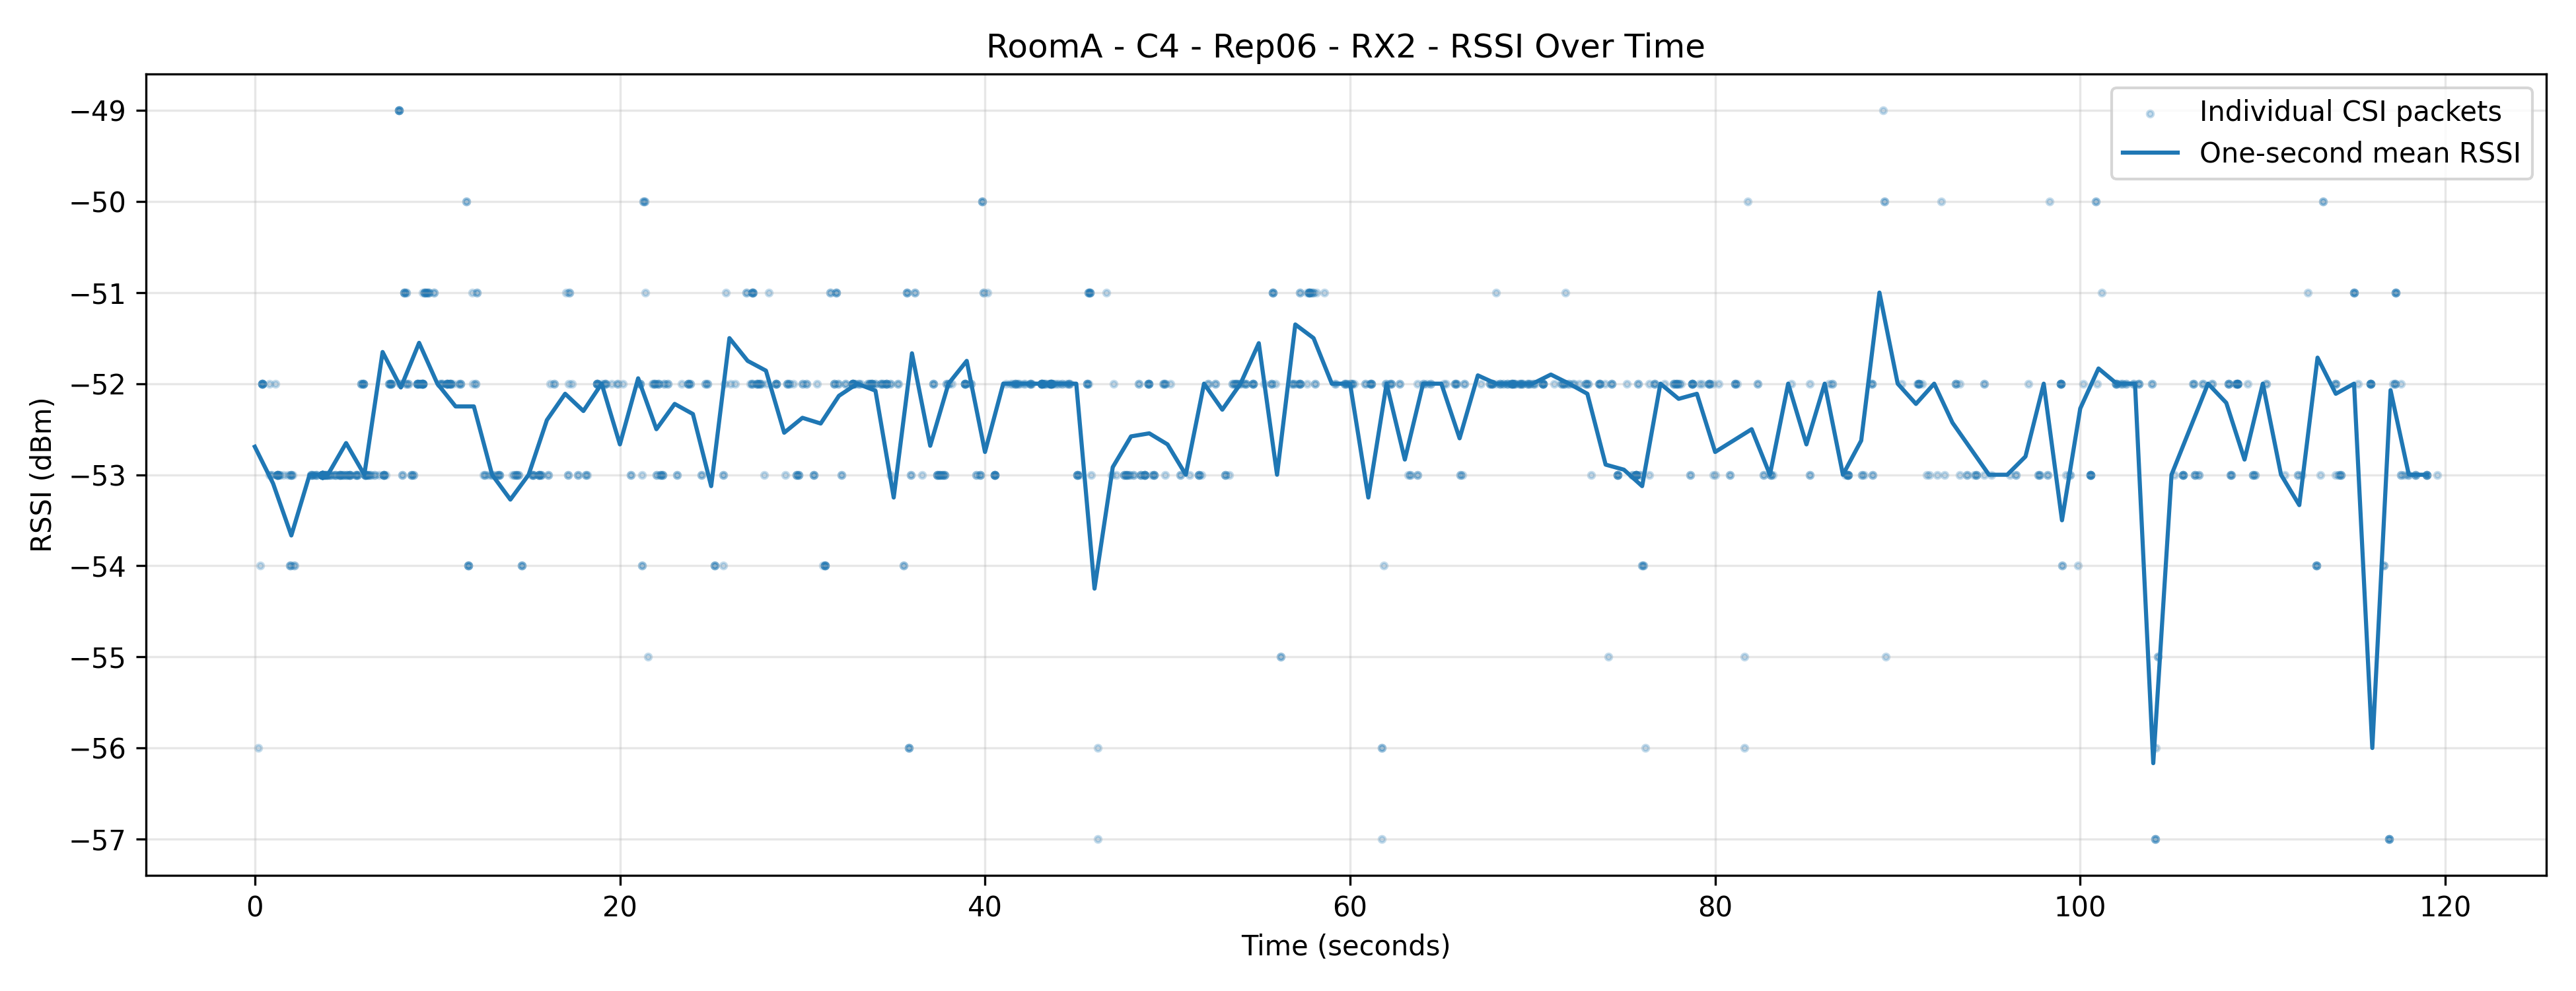 RoomA - C4 - Rep06 - RX2 - RSSI Over Time
Individual CSI packets
One-second mean RSSI
RSSI (dBm)
−49
−50
−51
−52
−53
−54
−55
−56
−57
0 20 40 60 80 100 120
Time (seconds)